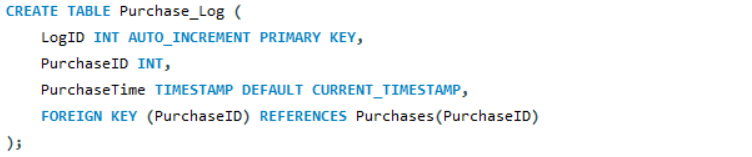 CREATE TABLE Purchase_Log (
    LogID INT AUTO_INCREMENT PRIMARY KEY,
    PurchaseID INT,
    PurchaseTime TIMESTAMP DEFAULT CURRENT_TIMESTAMP,
    FOREIGN KEY (PurchaseID) REFERENCES Purchases(PurchaseID)
);